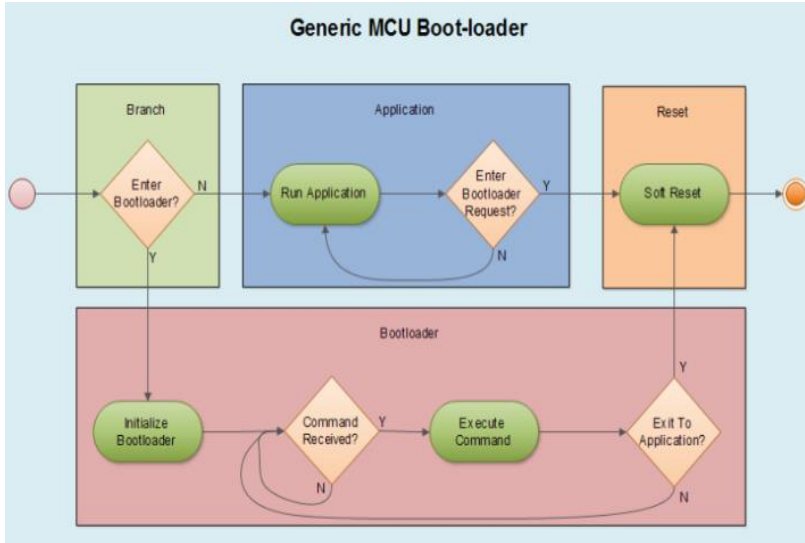 Generic MCU Boot-loader
Branch
Enter
Bootloader?
N
Y
Application
Run Application
Enter
Bootloader
Request?
Y
N
Reset
Soft Reset
Bootloader
Initialize
Bootloader
Command
Received?
Y
N
Execute
Command
Exit To
Application?
Y
N